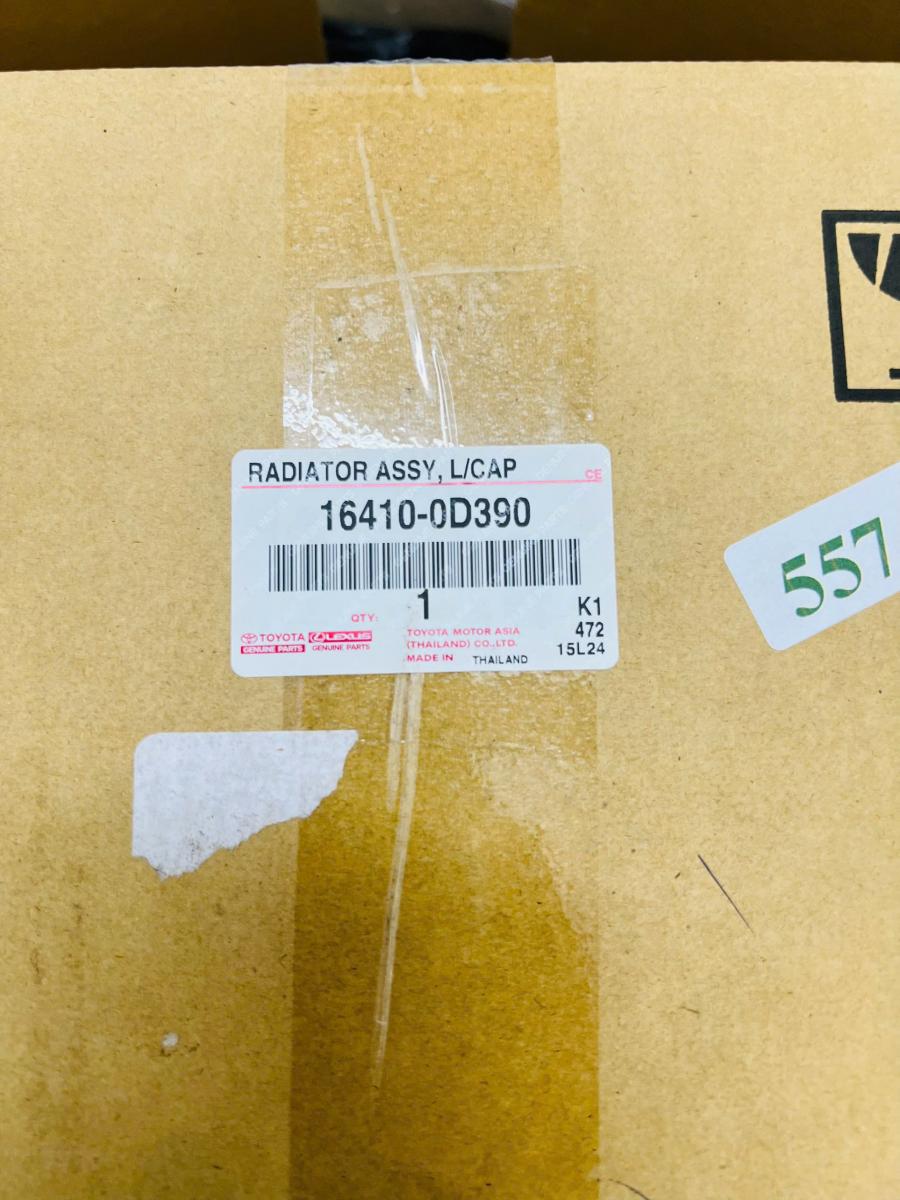 RADIATOR ASSY, L/CAP
CE
16410-0D390
QTY: 1
K1
472
15L24
TOYOTA
GENUINE PARTS
LEXUS
GENUINE PARTS
TOYOTA MOTOR ASIA
(THAILAND) CO.,LTD.
MADE IN THAILAND
557